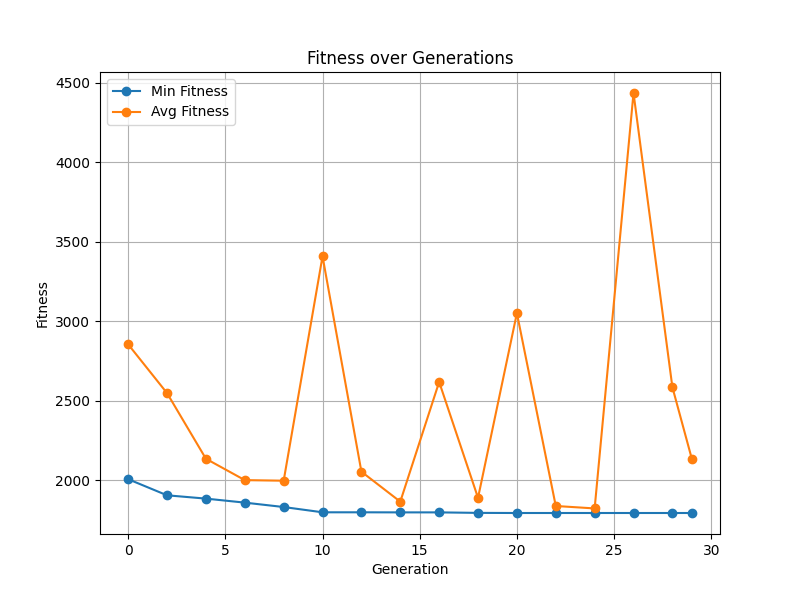 Fitness over Generations
Min Fitness
Avg Fitness
4500
4000
3500
3000
2500
2000
Fitness
0 5 10 15 20 25 30
Generation